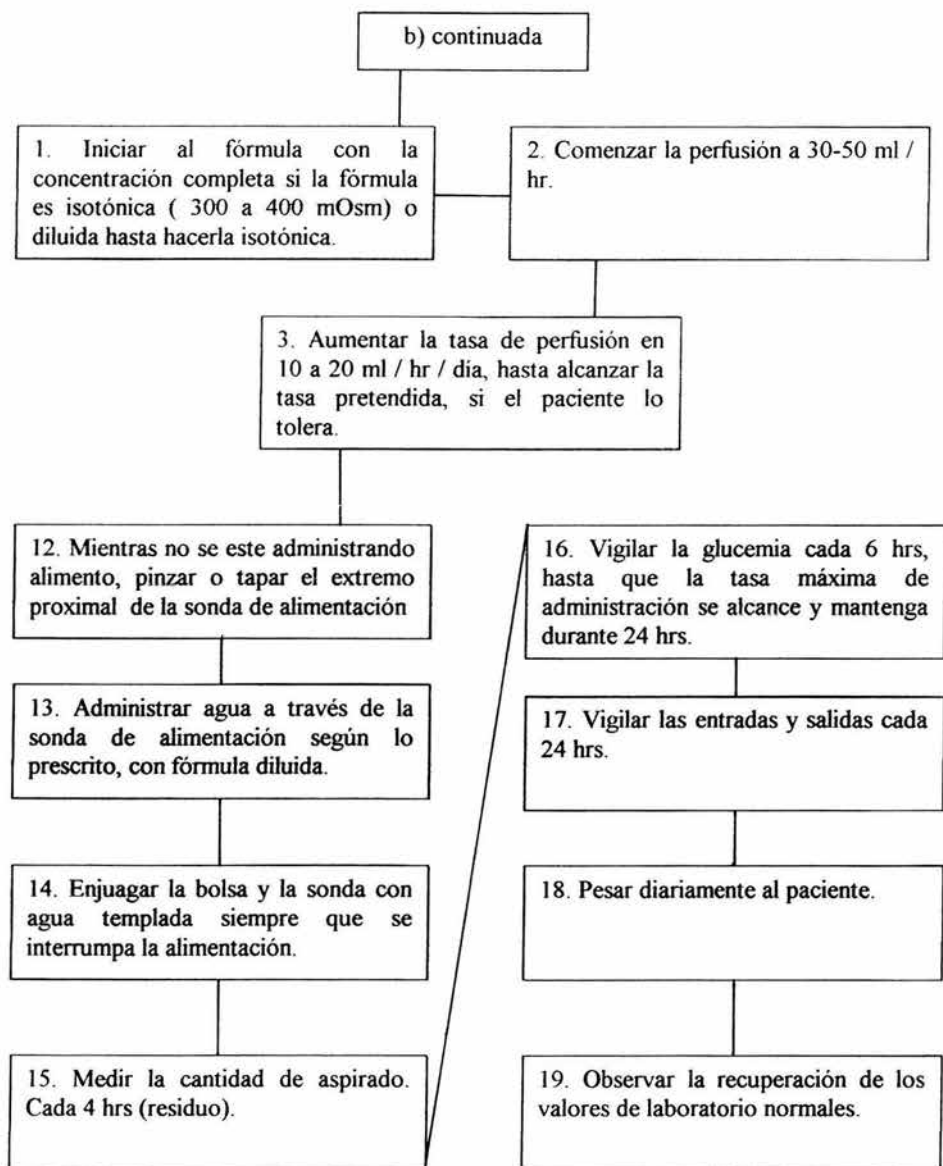 b) continuada
1. Iniciar al fórmula con la
concentración completa si la fórmula
es isotónica ( 300 a 400 mOsm) o
diluida hasta hacerla isotónica.
2. Comenzar la perfusión a 30-50 ml /
hr.
3. Aumentar la tasa de perfusión en
10 a 20 ml / hr / día, hasta alcanzar la
tasa pretendida, si el paciente lo
tolera.
12. Mientras no se este administrando
alimento, pinzar o tapar el extremo
proximal de la sonda de alimentación
13. Administrar agua a través de la
sonda de alimentación según lo
prescrito, con fórmula diluida.
14. Enjuagar la bolsa y la sonda con
agua templada siempre que se
interrumpa la alimentación.
15. Medir la cantidad de aspirado.
Cada 4 hrs (residuo).
16. Vigilar la glucemia cada 6 hrs,
hasta que la tasa máxima de
administración se alcance y mantenga
durante 24 hrs.
17. Vigilar las entradas y salidas cada
24 hrs.
18. Pesar diariamente al paciente.
19. Observar la recuperación de los
valores de laboratorio normales.